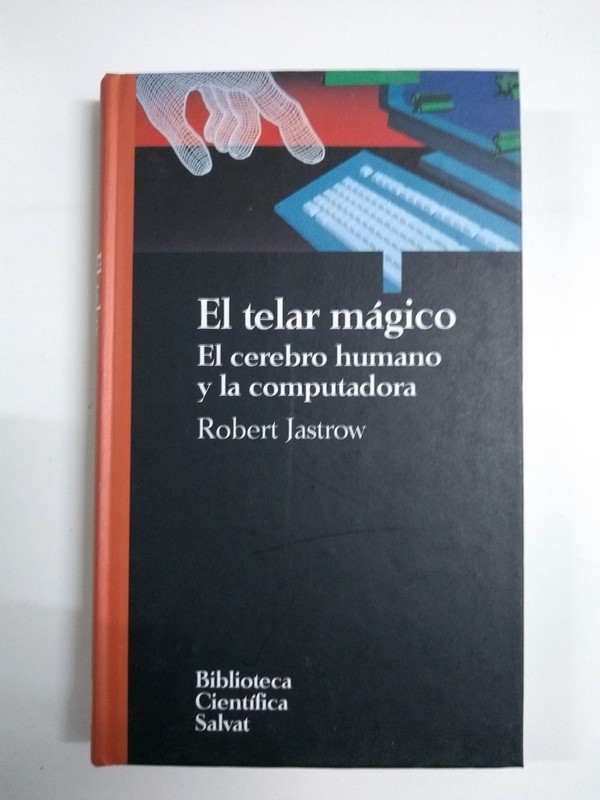 El telar mágico
El cerebro humano
y la computadora
Robert Jastrow
Biblioteca
Científica
Salvat